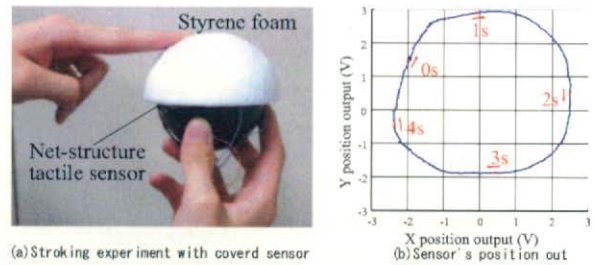 Styrene foam
Net-structure
tactile sensor
(a)Stroking experiment with coverd sensor
3
2
1
0
-1
-2
-3
Y position output (V)
1s
0s
2s
4s
3s
-3
-2
-1
0
1
2
3
X position output (V)
(b)Sensor's position out